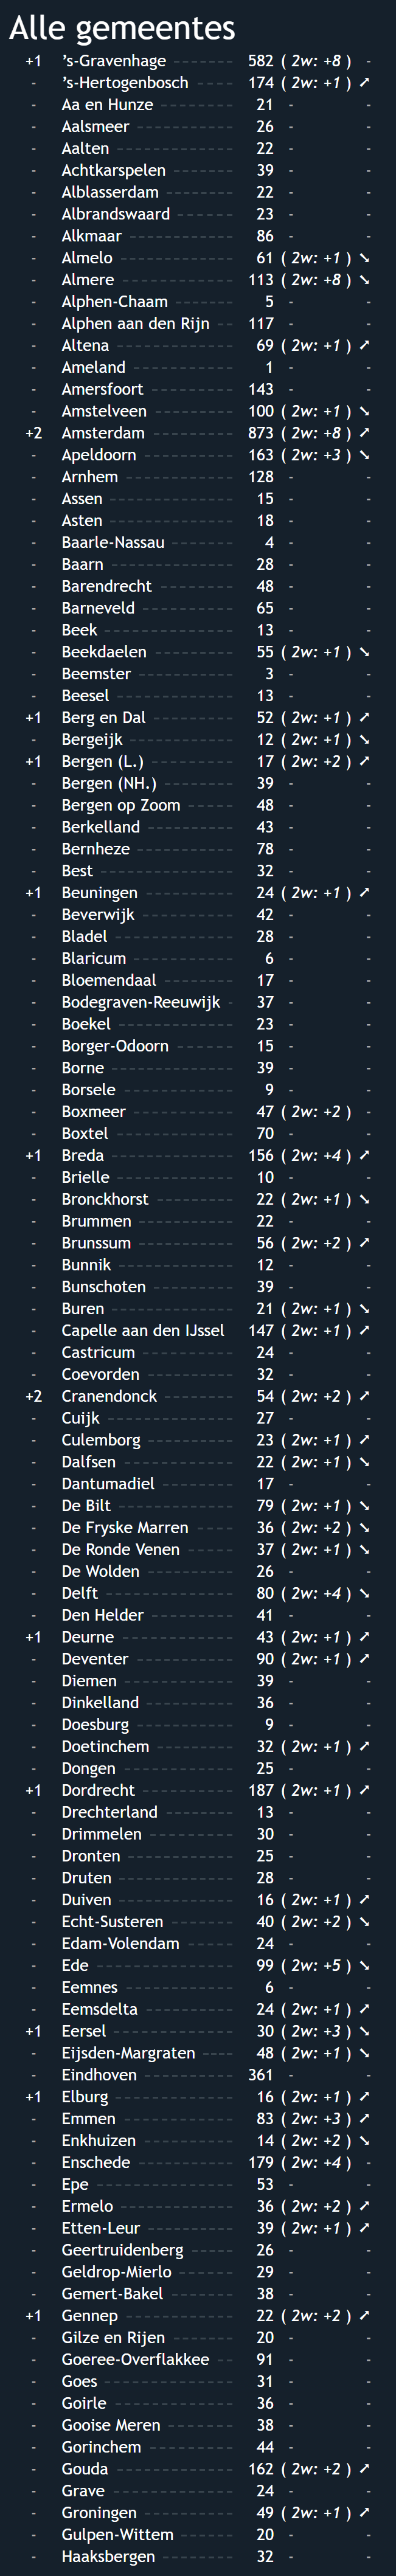 Alle gemeentes
+1 ’s-Gravenhage ------- 582 ( 2w: +8 ) -
- ’s-Hertogenbosch ----- 174 ( 2w: +1 ) ➚
- Aa en Hunze -------- 21 - -
- Aalsmeer ---------- 26 - -
- Aalten ------------ 22 - -
- Achtkarspelen ------- 39 - -
- Alblasserdam -------- 22 - -
- Albrandswaard ------ 23 - -
- Alkmaar ----------- 86 - -
- Almelo ------------ 61 ( 2w: +1 ) ➘
- Almere ------------ 113 ( 2w: +8 ) ➘
- Alphen-Chaam ------ 5 - -
- Alphen aan den Rijn -- 117 - -
- Altena ------------ 69 ( 2w: +1 ) ➚
- Ameland ---------- 1 - -
- Amersfoort --------- 143 - -
- Amstelveen -------- 100 ( 2w: +1 ) ➘
+2 Amsterdam --------- 873 ( 2w: +8 ) ➚
- Apeldoorn ---------- 163 ( 2w: +3 ) ➘
- Arnhem ----------- 128 - -
- Assen ------------- 15 - -
- Asten ------------- 18 - -
- Baarle-Nassau ------- 4 - -
- Baarn ------------- 28 - -
- Barendrecht -------- 48 - -
- Barneveld ---------- 65 - -
- Beek ------------- 13 - -
- Beekdaelen -------- 55 ( 2w: +1 ) ➘
- Beemster ---------- 3 - -
- Beesel ------------ 13 - -
+1 Berg en Dal --------- 52 ( 2w: +1 ) ➚
- Bergeijk ----------- 12 ( 2w: +1 ) ➘
+1 Bergen (L.) --------- 17 ( 2w: +2 ) ➚
- Bergen (NH.) -------- 39 - -
- Bergen op Zoom ----- 48 - -
- Berkelland --------- 43 - -
- Bernheze ---------- 78 - -
- Best -------------- 32 - -
+1 Beuningen ---------- 24 ( 2w: +1 ) ➚
- Beverwijk ---------- 42 - -
- Bladel ------------ 28 - -
- Blaricum ---------- 6 - -
- Bloemendaal ------- 17 - -
- Bodegraven-Reeuwijk - 37 - -
- Boekel ------------ 23 - -
- Borger-Odoorn ------ 15 - -
- Borne ------------- 39 - -
- Borsele ----------- 9 - -
- Boxmeer ---------- 47 ( 2w: +2 ) -
- Boxtel ------------ 70 - -
+1 Breda ------------- 156 ( 2w: +4 ) ➚
- Brielle ------------ 10 - -
- Bronckhorst -------- 22 ( 2w: +1 ) ➘
- Brummen ---------- 22 - -
- Brunssum ---------- 56 ( 2w: +2 ) ➚
- Bunnik ------------ 12 - -
- Bunschoten --------- 39 - -
- Buren ------------- 21 ( 2w: +1 ) ➘
- Capelle aan den IJssel 147 ( 2w: +1 ) ➚
- Castricum ---------- 24 - -
- Coevorden --------- 32 - -
+2 Cranendonck -------- 54 ( 2w: +2 ) ➚
- Cuijk ------------- 27 - -
- Culemborg --------- 23 ( 2w: +1 ) ➚
- Dalfsen ----------- 22 ( 2w: +1 ) ➘
- Dantumadiel -------- 17 - -
- De Bilt ------------ 79 ( 2w: +1 ) ➘
- De Fryske Marren ---- 36 ( 2w: +2 ) ➘
- De Ronde Venen ----- 37 ( 2w: +1 ) ➘
- De Wolden --------- 26 - -
- Delft ------------- 80 ( 2w: +4 ) ➘
- Den Helder --------- 41 - -
+1 Deurne ------------ 43 ( 2w: +1 ) ➚
- Deventer ---------- 90 ( 2w: +1 ) ➚
- Diemen ----------- 39 - -
- Dinkelland --------- 36 - -
- Doesburg ---------- 9 - -
- Doetinchem -------- 32 ( 2w: +1 ) ➚
- Dongen ----------- 25 - -
+1 Dordrecht ---------- 187 ( 2w: +1 ) ➚
- Drechterland ------- 13 - -
- Drimmelen --------- 30 - -
- Dronten ----------- 25 - -
- Druten ------------ 28 - -
- Duiven ------------ 16 ( 2w: +1 ) ➚
- Echt-Susteren ------- 40 ( 2w: +2 ) ➘
- Edam-Volendam ----- 24 - -
- Ede -------------- 99 ( 2w: +5 ) ➘
- Eemnes ----------- 6 - -
- Eemsdelta --------- 24 ( 2w: +1 ) ➚
+1 Eersel ------------ 30 ( 2w: +3 ) ➘
- Eijsden-Margraten ---- 48 ( 2w: +1 ) ➘
- Eindhoven --------- 361 - -
+1 Elburg ------------ 16 ( 2w: +1 ) ➚
- Emmen ----------- 83 ( 2w: +3 ) ➚
- Enkhuizen --------- 14 ( 2w: +2 ) ➘
- Enschede ---------- 179 ( 2w: +4 ) -
- Epe -------------- 53 - -
- Ermelo ------------ 36 ( 2w: +2 ) ➚
- Etten-Leur --------- 39 ( 2w: +1 ) ➚
- Geertruidenberg ----- 26 - -
- Geldrop-Mierlo ------ 29 - -
- Gemert-Bakel ------- 38 - -
+1 Gennep ----------- 22 ( 2w: +2 ) ➚
- Gilze en Rijen ------- 20 - -
- Goeree-Overflakkee -- 91 - -
- Goes ------------- 31 - -
- Goirle ------------ 36 - -
- Gooise Meren ------- 38 - -
- Gorinchem --------- 44 - -
- Gouda ------------ 162 ( 2w: +2 ) ➚
- Grave ------------- 24 - -
- Groningen ---------- 49 ( 2w: +1 ) ➚
- Gulpen-Wittem ------ 20 - -
- Haaksbergen -------- 32 - -